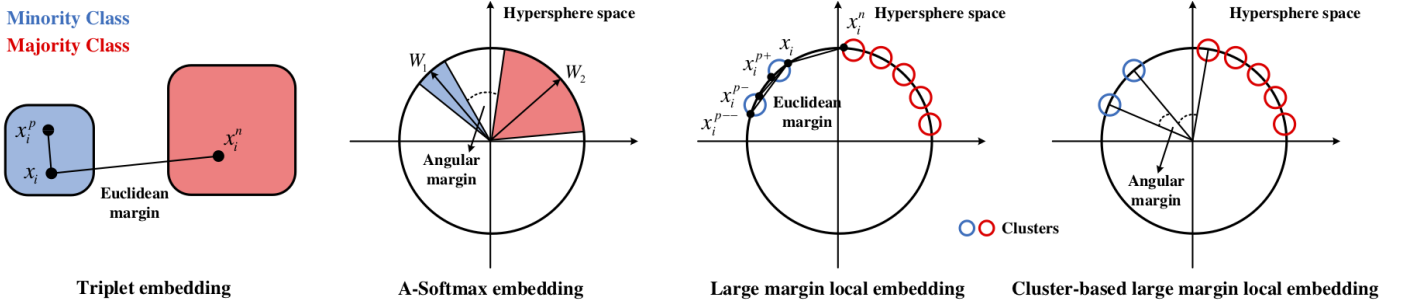 Minority Class
Majority Class
x_i^p
x_i
x_i^n
Euclidean
margin
Triplet embedding
Hypersphere space
W_1
W_2
Angular
margin
A-Softmax embedding
Hypersphere space
x_i^n
x_i
x_i^{p+}
x_i^{p-}
x_i^{p--}
Euclidean
margin
Large margin local embedding
Hypersphere space
Angular
margin
Clusters
Cluster-based large margin local embedding